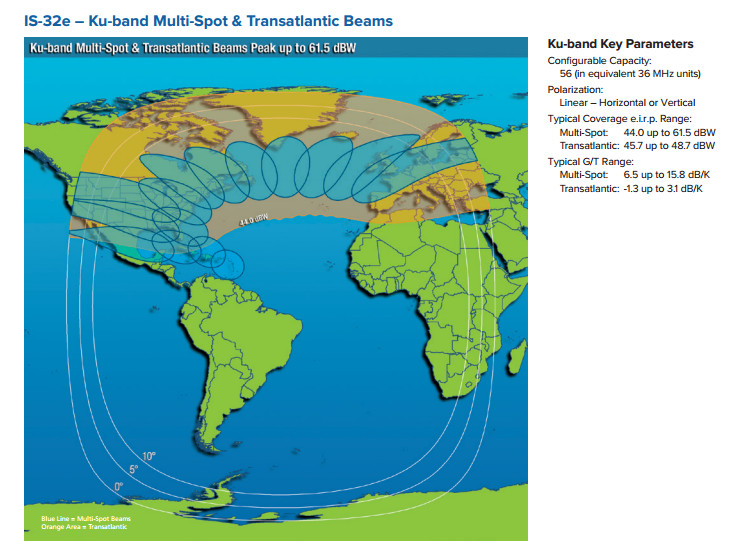 IS-32e – Ku-band Multi-Spot & Transatlantic Beams
Ku-band Multi-Spot & Transatlantic Beams Peak up to 61.5 dBW
44.0 dBW
10°
5°
0°
Blue Line = Multi-Spot Beams
Orange Area = Transatlantic
Ku-band Key Parameters
Configurable Capacity:
56 (in equivalent 36 MHz units)
Polarization:
Linear – Horizontal or Vertical
Typical Coverage e.i.r.p. Range:
Multi-Spot: 44.0 up to 61.5 dBW
Transatlantic: 45.7 up to 48.7 dBW
Typical G/T Range:
Multi-Spot: 6.5 up to 15.8 dB/K
Transatlantic: -1.3 up to 3.1 dB/K